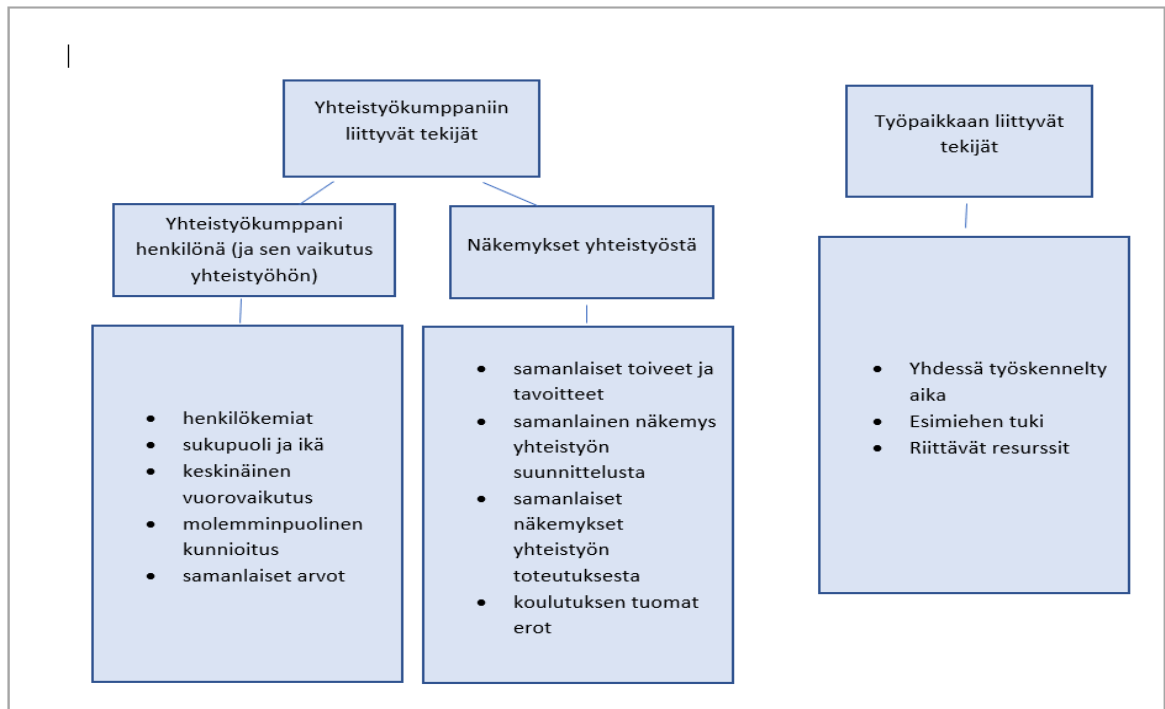 Yhteistyökumppaniin
liittyvät tekijät
Työpaikkaan liittyvät
tekijät
Yhteistyökumppani
henkilönä (ja sen vaikutus
yhteistyöhön)
Näkemykset yhteistyöstä
• henkilökemiat
• sukupuoli ja ikä
• keskinäinen
vuorovaikutus
• molemminpuolinen
kunnioitus
• samanlaiset arvot
• samanlaiset toiveet ja
tavoitteet
• samanlainen näkemys
yhteistyön
suunnittelusta
• samanlaiset
näkemykset
yhteistyön
toteutuksesta
• koulutuksen tuomat
erot
• Yhdessä työskennelty
aika
• Esimiehen tuki
• Riittävät resurssit